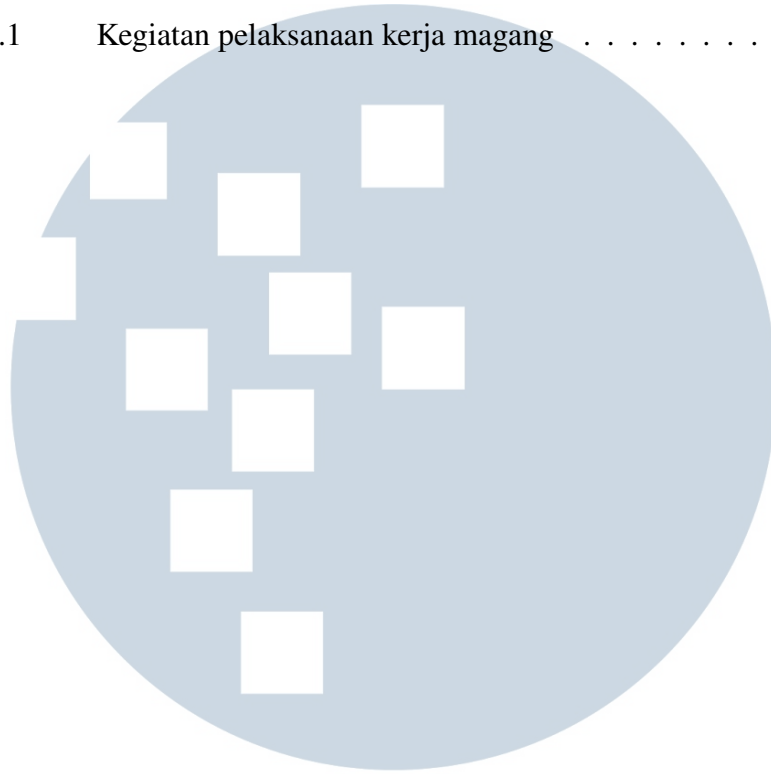 .1 Kegiatan pelaksanaan kerja magang . . . . . . . .